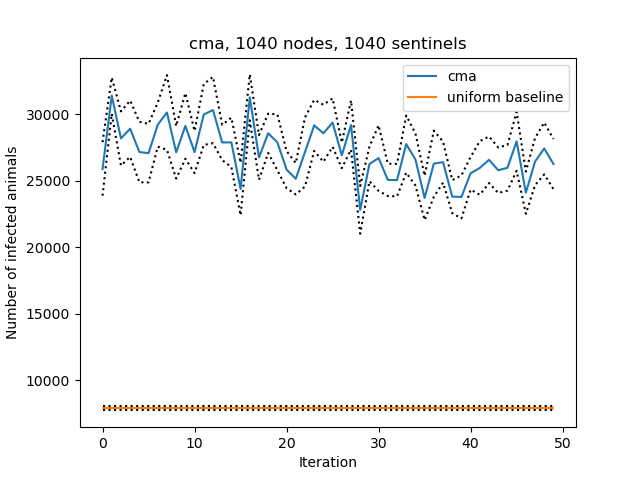 cma, 1040 nodes, 1040 sentinels
cma
uniform baseline
Number of infected animals
30000
25000
20000
15000
10000
0 10 20 30 40 50
Iteration